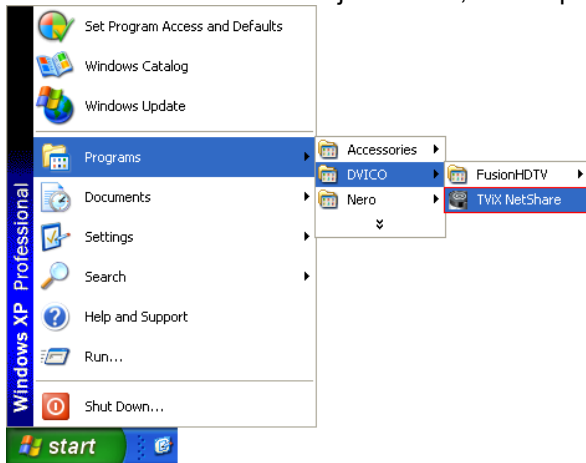 Set Program Access and Defaults
Windows Catalog
Windows Update
Programs
Documents
Settings
Search
Help and Support
Run...
Shut Down...
Windows XP Professional
start
Accessories
DVICO
Nero
FusionHDTV
TViX NetShare